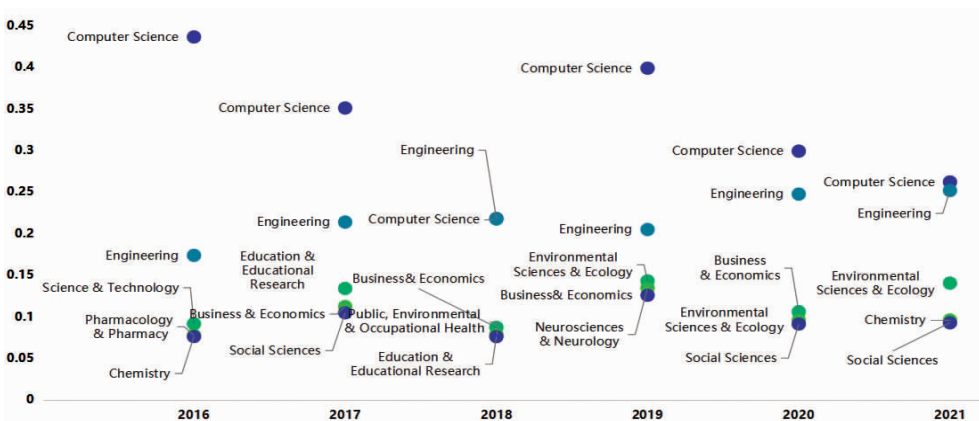 0.45
0.4
0.35
0.3
0.25
0.2
0.15
0.1
0.05
0
Computer Science
Engineering
Science & Technology
Pharmacology
& Pharmacy
Chemistry
Computer Science
Engineering
Education &
Educational
Research
Business & Economics
Social Sciences
Engineering
Computer Science
Business& Economics
Public, Environmental
& Occupational Health
Education &
Educational Research
Computer Science
Engineering
Environmental
Sciences & Ecology
Business& Economics
Neurosciences
& Neurology
Computer Science
Engineering
Business
& Economics
Environmental
Sciences & Ecology
Social Sciences
Computer Science
Engineering
Environmental
Sciences & Ecology
Chemistry
Social Sciences
2016
2017
2018
2019
2020
2021